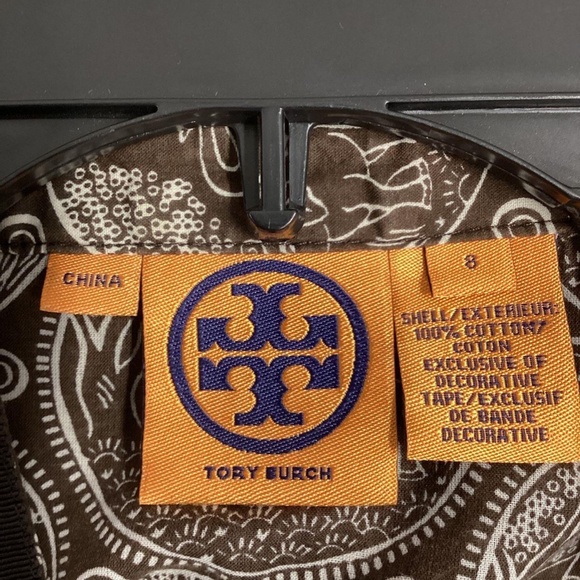 CHINA
TORY BURCH
8
SHELL/EXTERIEUR:
100% COTTON/
COTON
EXCLUSIVE OF
DECORATIVE
TAPE/EXCLUSIF
DE BANDE
DECORATIVE